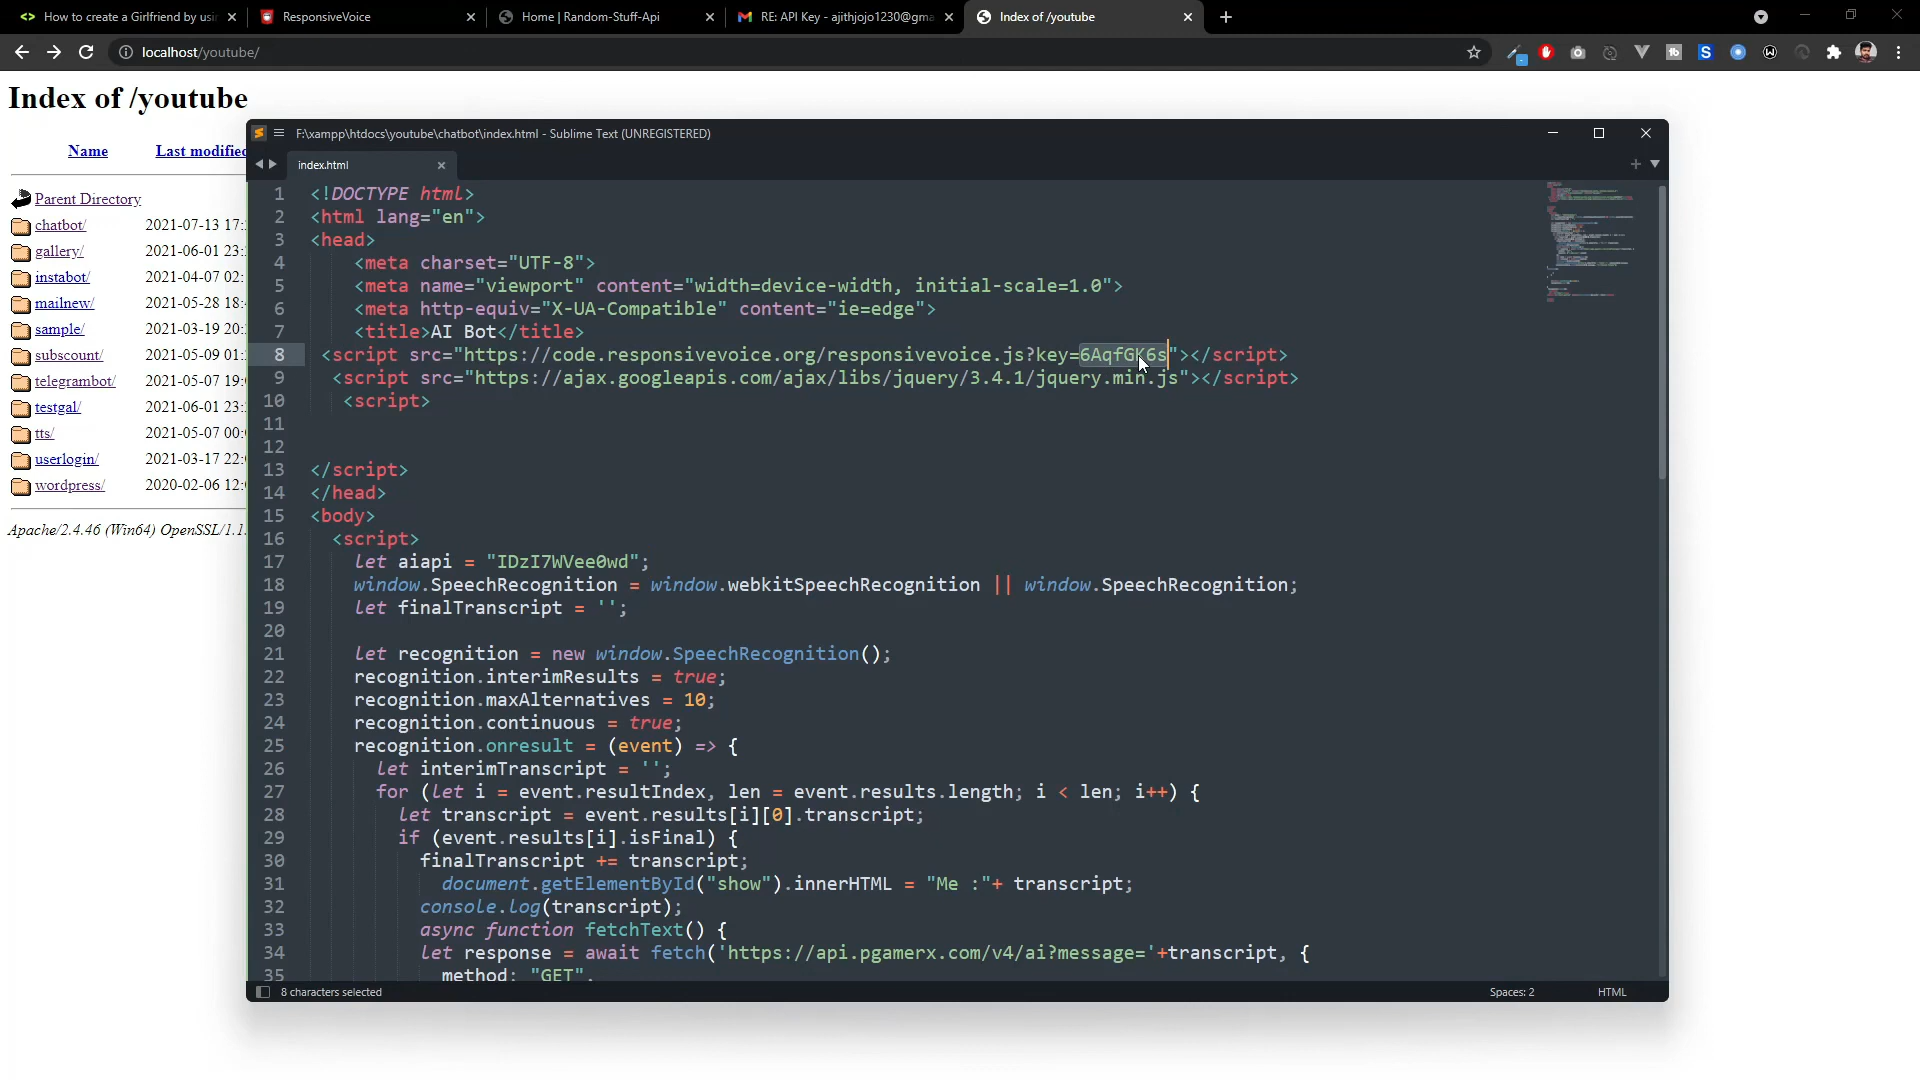 How to create a Girlfriend by usi
ResponsiveVoice
Home | Random-Stuff-Api
RE: API Key - ajithjojo1230@gma
Index of /youtube
localhost/youtube/
Index of /youtube
Name Last modified
Parent Directory
chatbot/ 2021-07-13 17:
gallery/ 2021-06-01 23:
instabot/ 2021-04-07 02:
mailnew/ 2021-05-28 18:
sample/ 2021-03-19 20:
subscount/ 2021-05-09 01:
telegrambot/ 2021-05-07 19:
testgal/ 2021-06-01 23:
tts/ 2021-05-07 00:
userlogin/ 2021-03-17 22:
wordpress/ 2020-02-06 12:
Apache/2.4.46 (Win64) OpenSSL/1.1.
F:\xampp\htdocs\youtube\chatbot\index.html - Sublime Text (UNREGISTERED)
index.html
1 <!DOCTYPE html>
2 <html lang="en">
3 <head>
4 <meta charset="UTF-8">
5 <meta name="viewport" content="width=device-width, initial-scale=1.0">
6 <meta http-equiv="X-UA-Compatible" content="ie=edge">
7 <title>AI Bot</title>
8 <script src="https://code.responsivevoice.org/responsivevoice.js?key=6AqfGK6s"></script>
9 <script src="https://ajax.googleapis.com/ajax/libs/jquery/3.4.1/jquery.min.js"></script>
10 <script>
11
12
13 </script>
14 </head>
15 <body>
16 <script>
17 let aiapi = "IDzI7WVee0wd";
18 window.SpeechRecognition = window.webkitSpeechRecognition || window.SpeechRecognition;
19 let finalTranscript = '';
20
21 let recognition = new window.SpeechRecognition();
22 recognition.interimResults = true;
23 recognition.maxAlternatives = 10;
24 recognition.continuous = true;
25 recognition.onresult = (event) => {
26 let interimTranscript = '';
27 for (let i = event.resultIndex, len = event.results.length; i < len; i++) {
28 let transcript = event.results[i][0].transcript;
29 if (event.results[i].isFinal) {
30 finalTranscript += transcript;
31 document.getElementById("show").innerHTML = "Me :"+ transcript;
32 console.log(transcript);
33 async function fetchText() {
34 let response = await fetch('https://api.pgamerx.com/v4/ai?message='+transcript, {
35 method: "GET",
8 characters selected
Spaces: 2
HTML